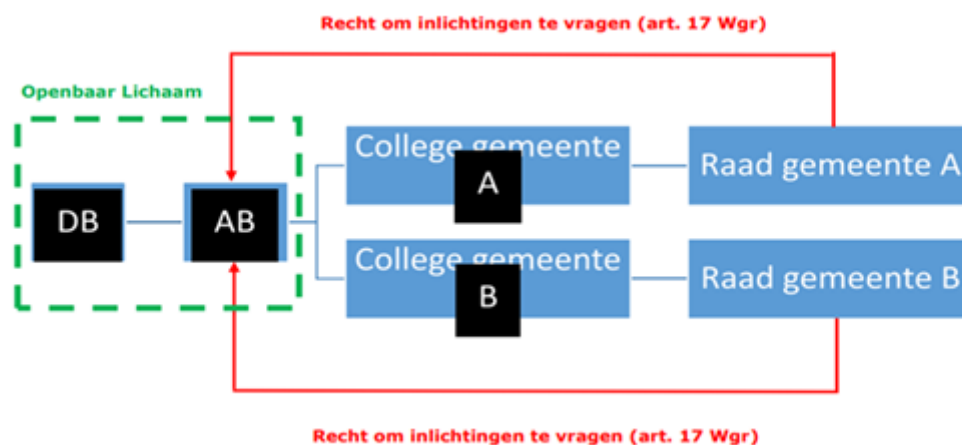 Recht om inlichtingen te vragen (art. 17 Wgr)
Openbaar Lichaam
DB
AB
College gemeente
A
Raad gemeente A
College gemeente
B
Raad gemeente B
Recht om inlichtingen te vragen (art. 17 Wgr)